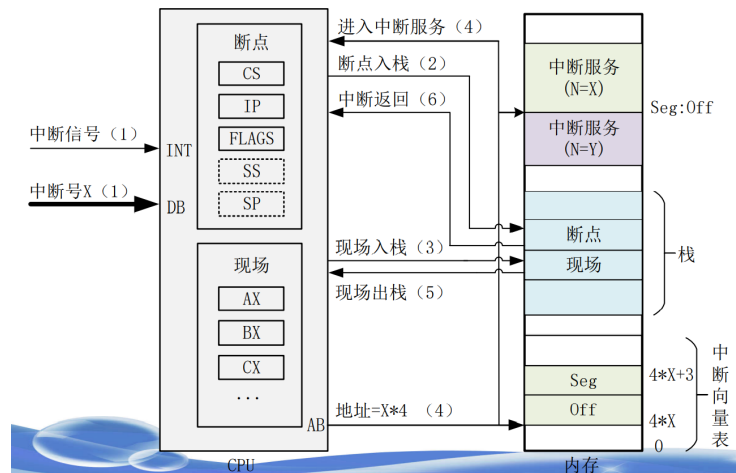 进入中断服务（4）
断点入栈（2）
中断返回（6）
中断信号（1）
中断号X（1）
INT
DB
断点
CS
IP
FLAGS
SS
SP
现场
AX
BX
CX
...
AB
CPU
现场入栈（3）
现场出栈（5）
地址=X*4 （4）
中断服务
(N=X)
中断服务
(N=Y)
Seg:Off
断点
现场
栈
Seg
Off
4*X+3
4*X
0
中断向量表
内存